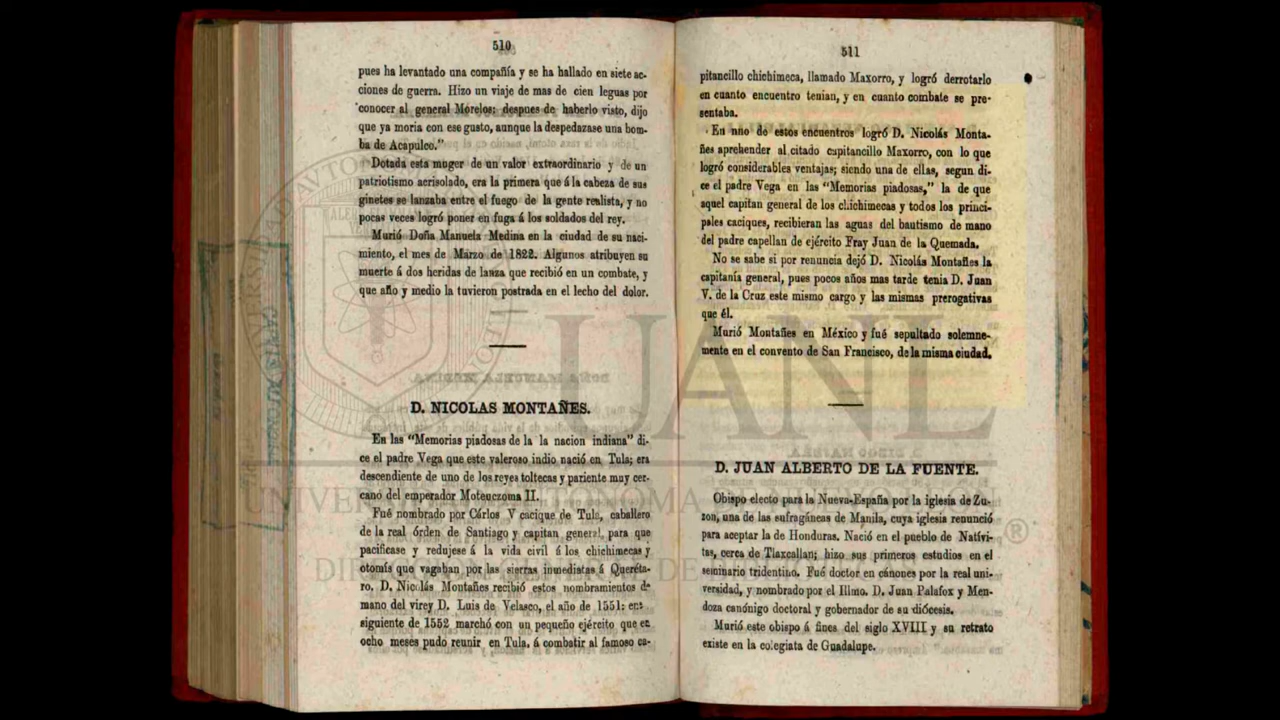 510
pues ha levantado una compañía y se ha hallado en siete ac-
ciones de guerra. Hizo un viaje de mas de cien leguas por
conocer al general Morelos: despues de haberlo visto, dijo
que ya moria con ese gusto, aunque la despedazase una bom-
ba de Acapulco."
Dotada esta muger de un valor extraordinario y de un
patriotismo acrisolado, era la primera que á la cabeza de sus
ginetes se lanzaba entre el fuego de la gente realista, y no
pocas veces logró poner en fuga á los soldados del rey.
Murió Doña Manuela Medina en la ciudad de su naci-
miento, el mes de Marzo de 1822. Algunos atribuyen su
muerte á dos heridas de lanza que recibió en un combate, y
que año y medio la tuvieron postrada en el lecho del dolor.
D. NICOLAS MONTAÑES.
En las "Memorias piadosas de la la nacion indiana" di-
ce el padre Vega que este valeroso indio nació en Tula; era
descendiente de uno de los reyes toltecas y pariente muy cer-
cano del emperador Moteuczoma II.
Fué nombrado por Cárlos V cacique de Tula, caballero
de la real órden de Santiago y capitan general, para que
pacificase y redujese á la vida civil á los chichimecas y
otomís que vagaban por las sierras inmediatas á Queréta-
ro. D. Nicolás Montañes recibió estos nombramientos de
mano del virey D. Luis de Velasco, el año de 1551: en
siguiente de 1552 marchó con un pequeño ejército que en
ocho meses pudo reunir en Tula, á combatir al famoso ca-
511
pitancillo chichimeca, llamado Maxorro, y logró derrotarlo
en cuanto encuentro tenian, y en cuanto combate se pre-
sentaba.
En uno de estos encuentros logró D. Nicolás Monta-
ñes aprehender al citado capitancillo Maxorro, con lo que
logró considerables ventajas; siendo una de ellas, segun di-
ce el padre Vega en las "Memorias piadosas," la de que
aquel capitan general de los chichimecas y todos los princi-
pales caciques, recibieran las aguas del bautismo de mano
del padre capellan de ejército Fray Juan de la Quemada.
No se sabe si por renuncia dejó D. Nicolás Montañes la
capitanía general, pues pocos años mas tarde tenia D. Juan
V. de la Cruz este mismo cargo y las mismas prerogativas
que él.
Murió Montañes en México y fué sepultado solemne-
mente en el convento de San Francisco, de la misma ciudad.
D. JUAN ALBERTO DE LA FUENTE.
Obispo electo para la Nueva-España por la iglesia de Zu-
zon, una de las sufragáneas de Manila, cuya iglesia renunció
para aceptar la de Honduras. Nació en el pueblo de Natívi-
tas, cerca de Tlaxcallan; hizo sus primeros estudios en el
seminario tridentino. Fué doctor en cánones por la real uni-
versidad, y nombrado por el Illmo. D. Juan Palafox y Men-
doza canónigo doctoral y gobernador de su diócesis.
Murió este obispo á fines del siglo XVIII y su retrato
existe en la colegiata de Guadalupe.
UANL